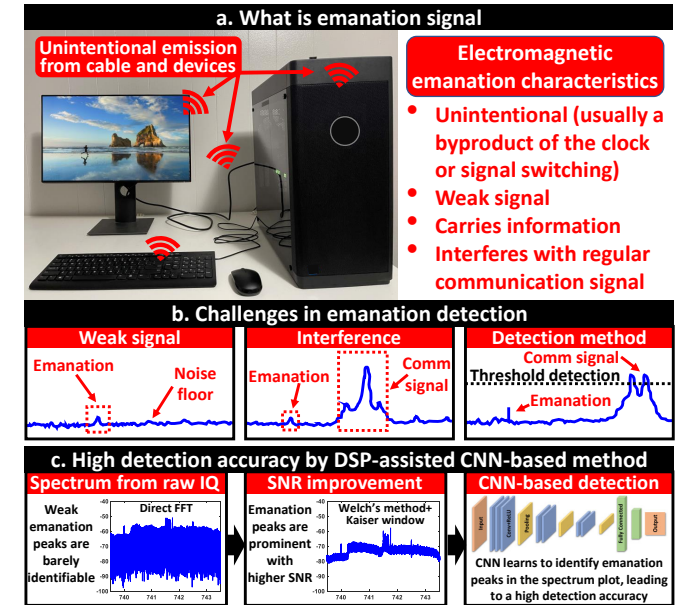 a. What is emanation signal
Unintentional emission
from cable and devices
Electromagnetic
emanation characteristics
• Unintentional (usually a
byproduct of the clock
or signal switching)
• Weak signal
• Carries information
• Interferes with regular
communication signal
b. Challenges in emanation detection
Weak signal
Emanation
Noise
floor
Interference
Emanation
Comm
signal
Detection method
Comm signal
Threshold detection
Emanation
c. High detection accuracy by DSP-assisted CNN-based method
Spectrum from raw IQ
Weak
emanation
peaks are
barely
identifiable
Direct FFT
-40
-50
-60
-70
-80
-90
-100
740
741
742
743
SNR improvement
Emanation
peaks are
prominent
with
higher SNR
Welch's method+
Kaiser window
-40
-50
-60
-70
-80
-90
-100
740
741
742
743
CNN-based detection
Input
Conv+ReLU
Pooling
Fully Connected
Output
CNN learns to identify emanation
peaks in the spectrum plot, leading
to a high detection accuracy